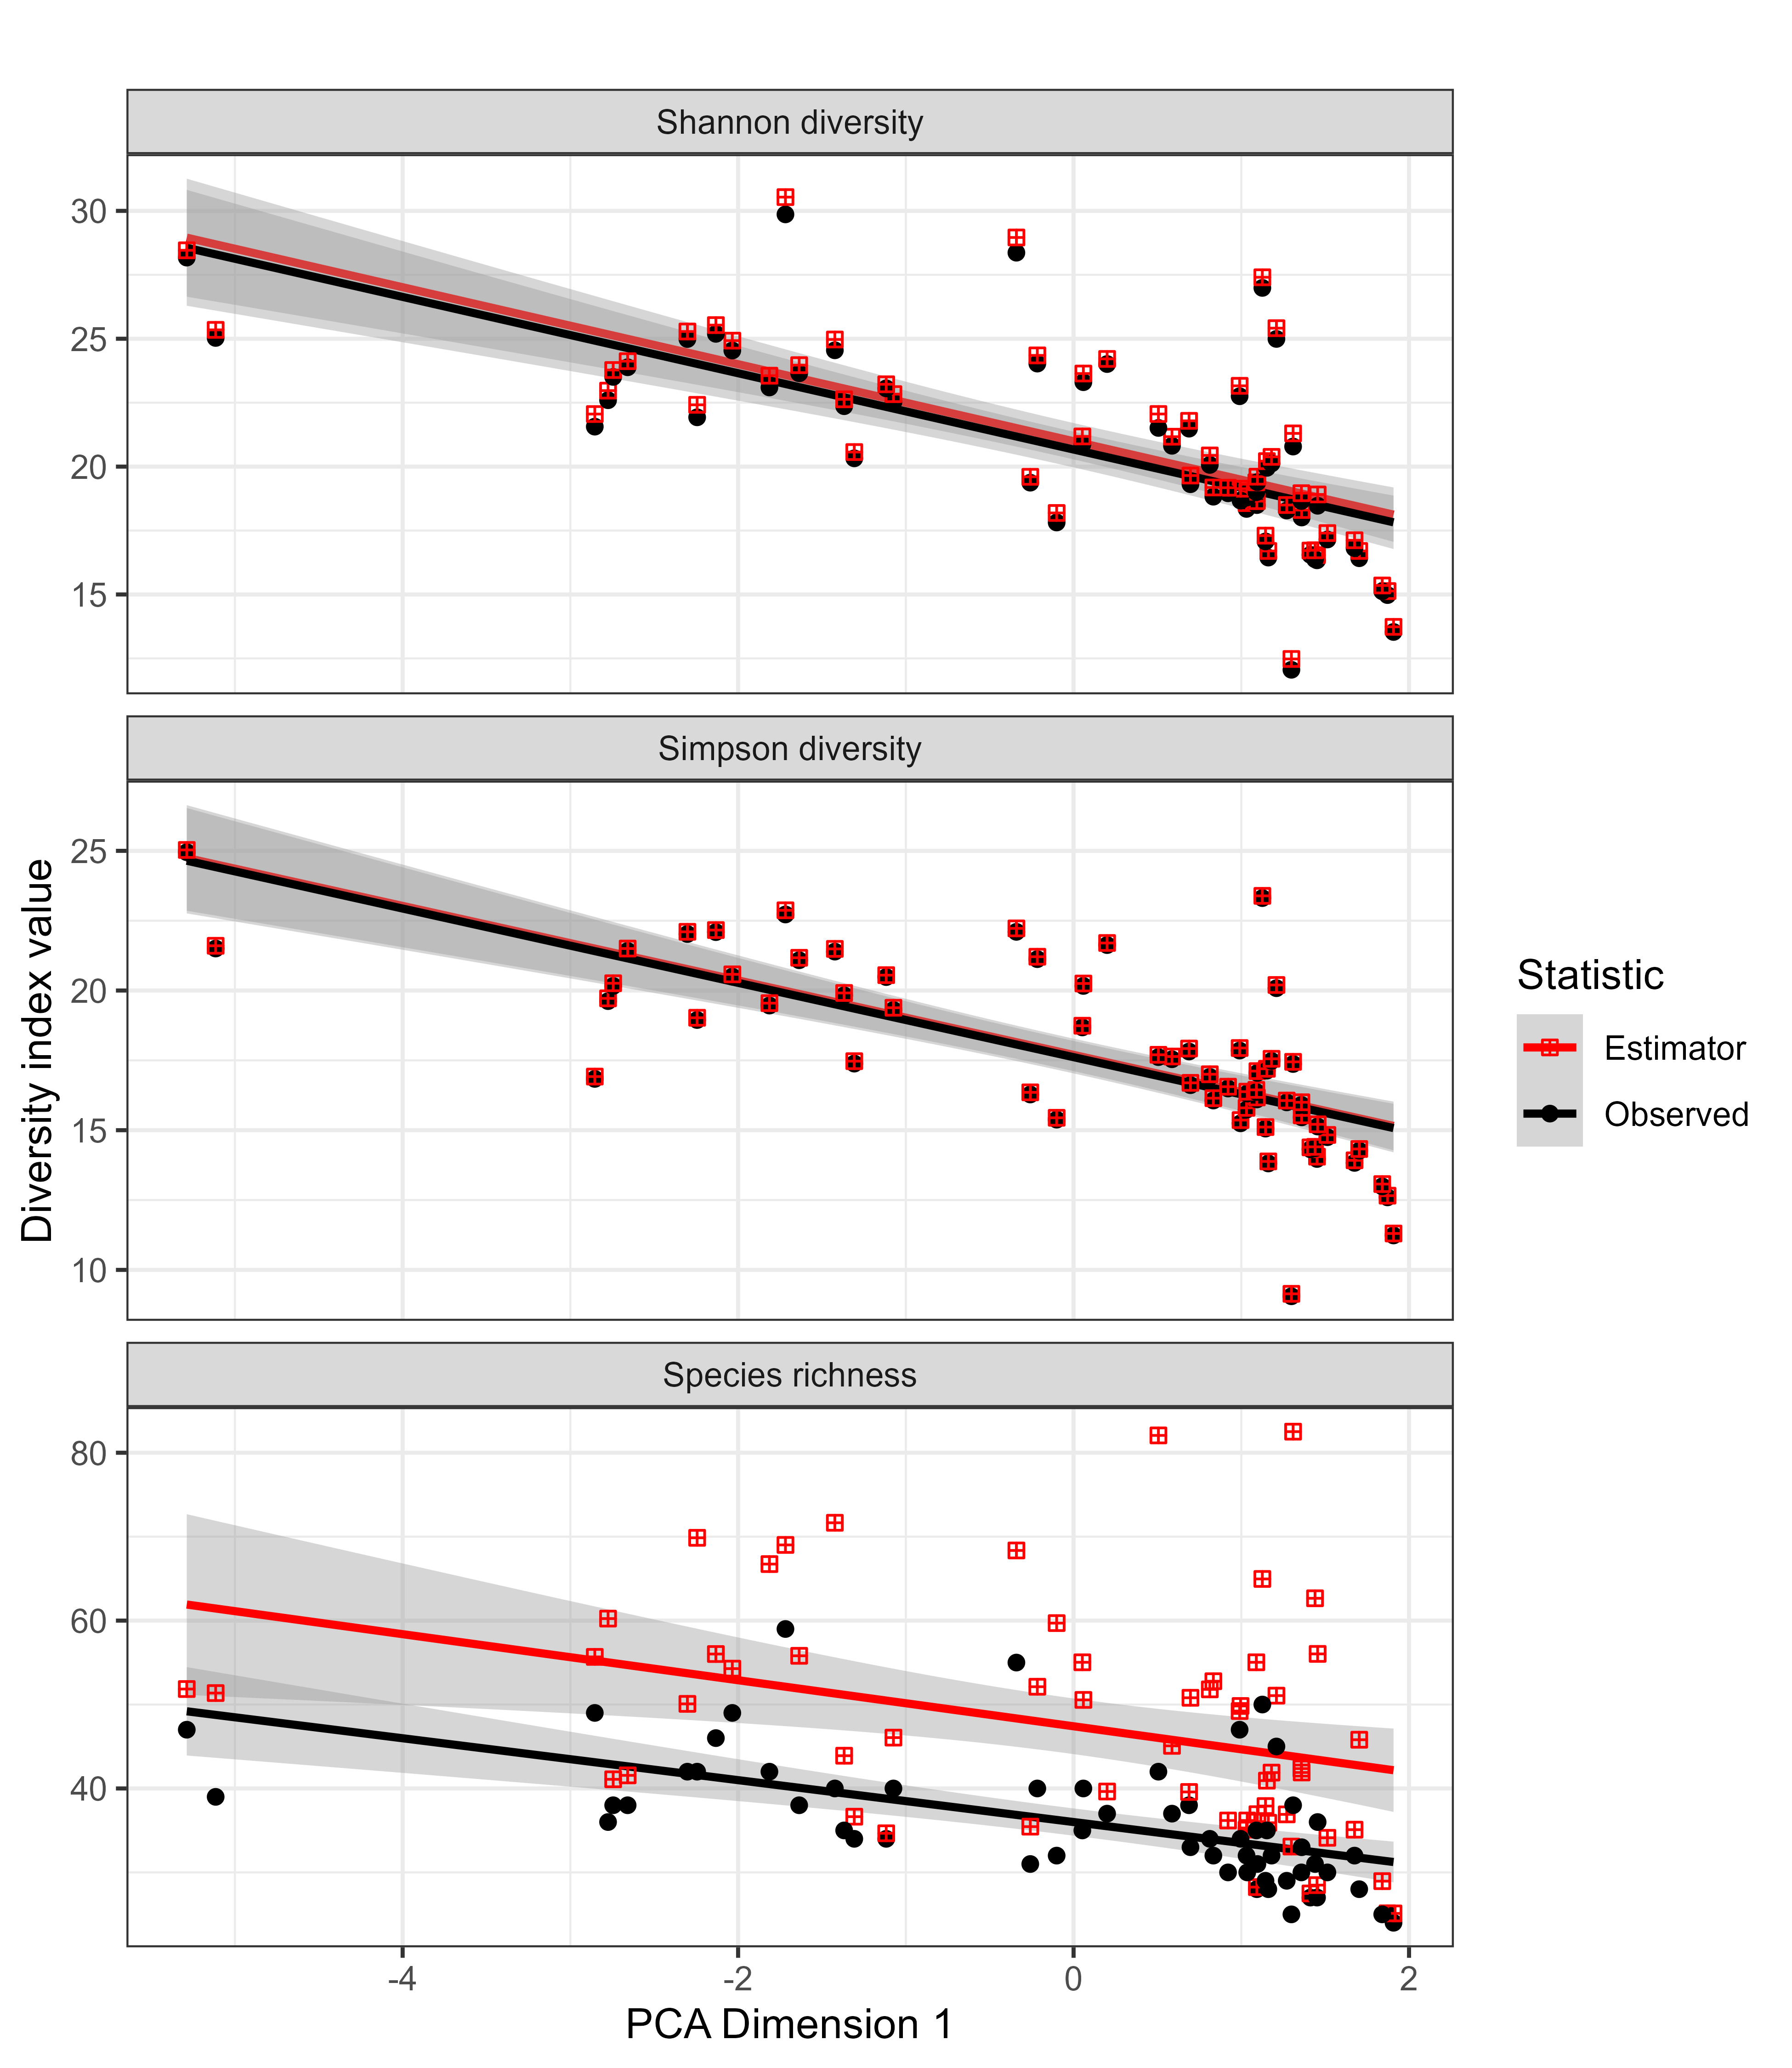 Shannon diversity
30
25
20
15
Simpson diversity
25
20
15
10
Species richness
80
60
40
-4
-2
0
2
PCA Dimension 1
Diversity index value
Statistic
Estimator
Observed